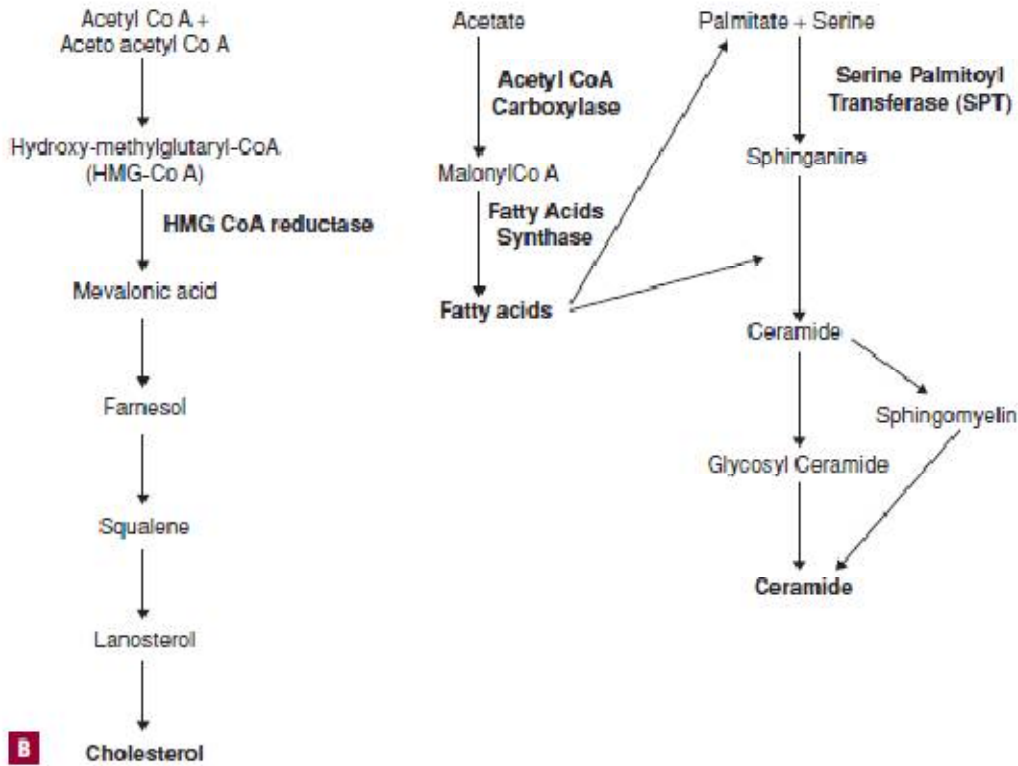 Acetyl Co A +
Aceto acetyl Co A
Hydroxy-methylglutaryl-CoA
(HMG-Co A)
HMG CoA reductase
Mevalonic acid
Farnesol
Squalene
Lanosterol
Cholesterol
B
Acetate
Acetyl CoA
Carboxylase
MalonylCo A
Fatty Acids
Synthase
Fatty acids
Palmitate + Serine
Serine Palmitoyl
Transferase (SPT)
Sphinganine
Ceramide
Sphingomyelin
Glycosyl Ceramide
Ceramide